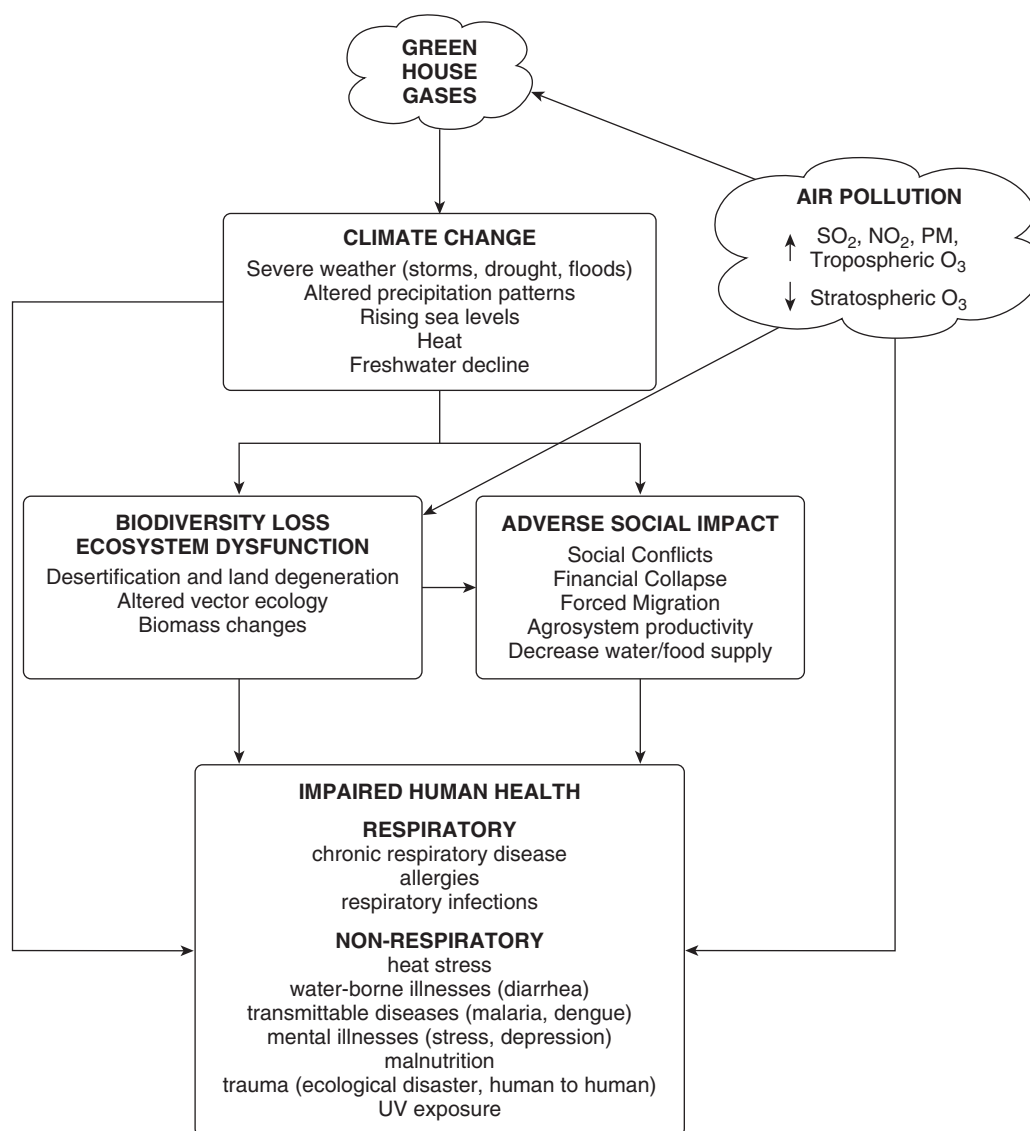 GREEN
HOUSE
GASES
AIR POLLUTION
SO₂, NO₂, PM,
Tropospheric O₃
Stratospheric O₃
CLIMATE CHANGE
Severe weather (storms, drought, floods)
Altered precipitation patterns
Rising sea levels
Heat
Freshwater decline
BIODIVERSITY LOSS
ECOSYSTEM DYSFUNCTION
Desertification and land degeneration
Altered vector ecology
Biomass changes
ADVERSE SOCIAL IMPACT
Social Conflicts
Financial Collapse
Forced Migration
Agrosystem productivity
Decrease water/food supply
IMPAIRED HUMAN HEALTH
RESPIRATORY
chronic respiratory disease
allergies
respiratory infections
NON-RESPIRATORY
heat stress
water-borne illnesses (diarrhea)
transmittable diseases (malaria, dengue)
mental illnesses (stress, depression)
malnutrition
trauma (ecological disaster, human to human)
UV exposure